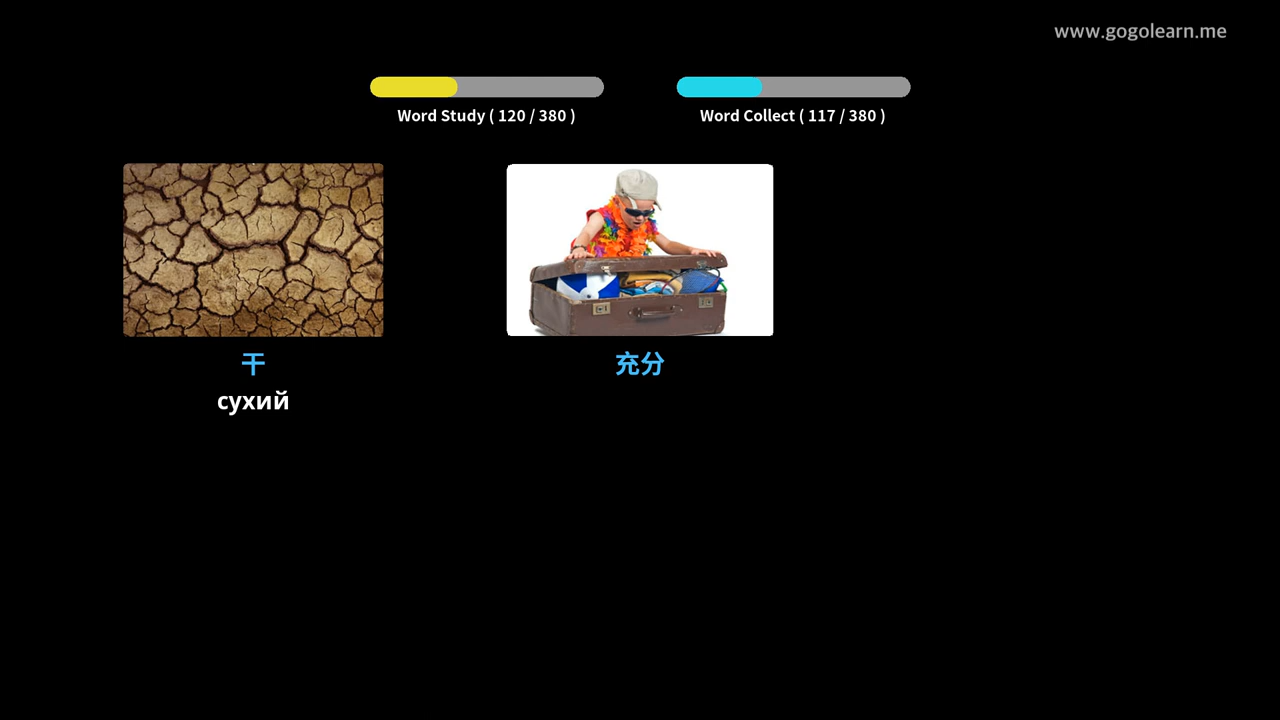 www.gogolearn.me
Word Study ( 120 / 380 )
Word Collect ( 117 / 380 )
干
сухий
充分